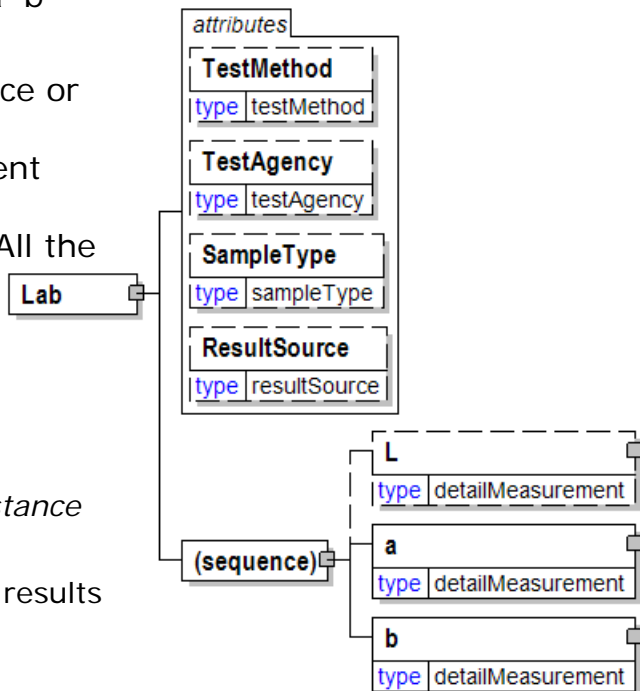 b
ce or
ent
All the
stance
results
attributes
TestMethod
type testMethod
TestAgency
type testAgency
SampleType
type sampleType
ResultSource
type resultSource
Lab
(sequence)
L
type detailMeasurement
a
type detailMeasurement
b
type detailMeasurement